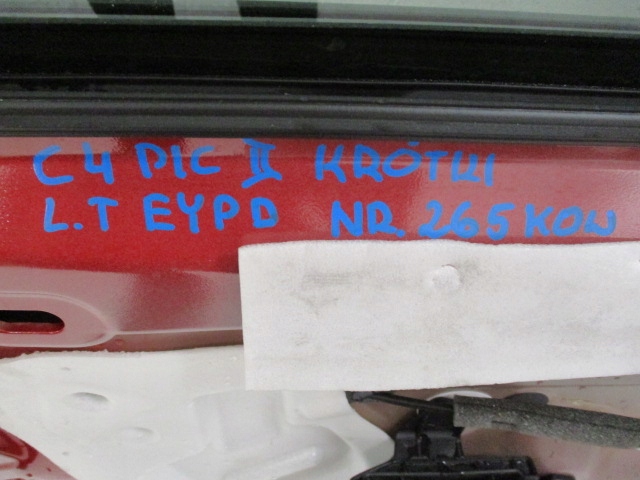 C4 PIC II KRÓTKI
L.T EYPD NR. 265KOW